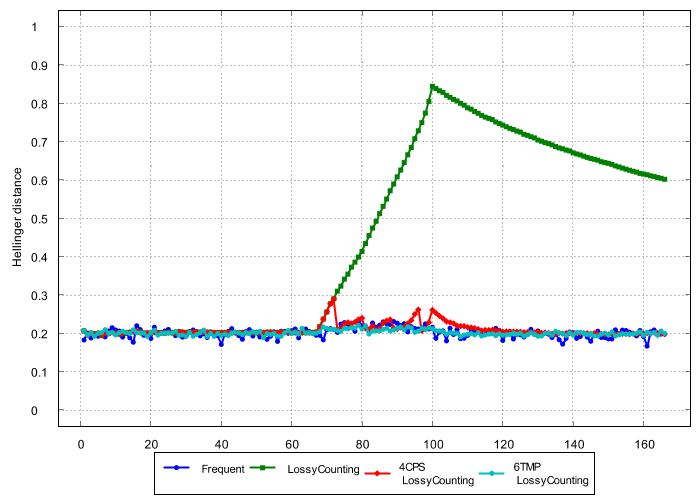 1
0.9
0.8
0.7
0.6
0.5
0.4
0.3
0.2
0.1
0
Hellinger distance
0 20 40 60 80 100 120 140 160
Frequent LossyCounting 4CPS 6TMP
LossyCounting LossyCounting